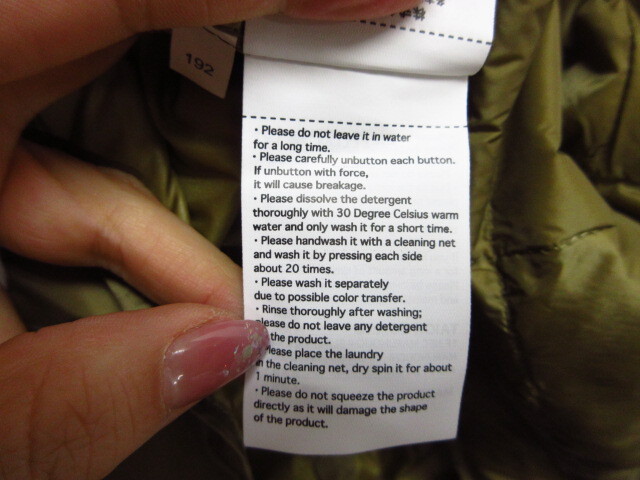 192
· Please do not leave it in water
for a long time.
· Please carefully unbutton each button.
If unbutton with force,
it will cause breakage.
· Please dissolve the detergent
thoroughly with 30 Degree Celsius warm
water and only wash it for a short time.
· Please handwash it with a cleaning net
and wash it by pressing each side
about 20 times.
· Please wash it separately
due to possible color transfer.
· Rinse thoroughly after washing;
please do not leave any detergent
the product.
Please place the laundry
in the cleaning net, dry spin it for about
1 minute.
· Please do not squeeze the product
directly as it will damage the shape
of the product.